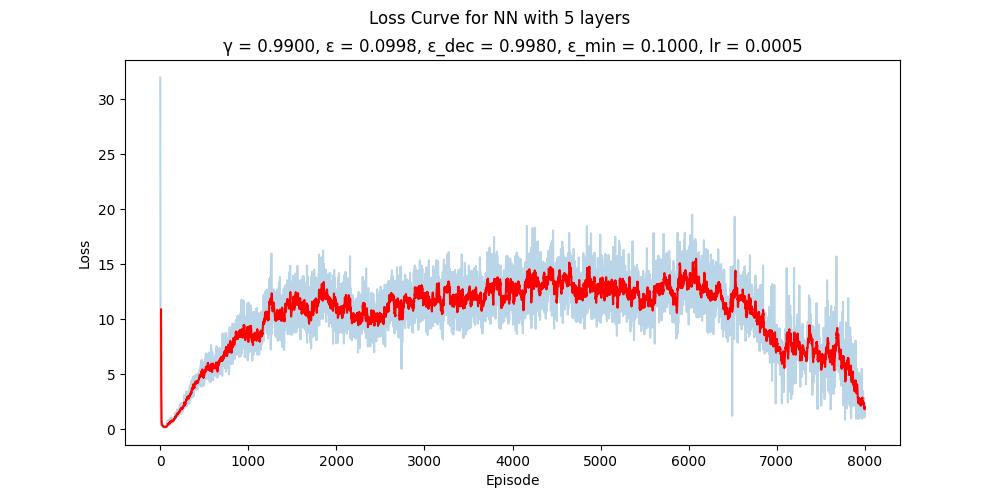 Loss Curve for NN with 5 layers
γ = 0.9900, ε = 0.0998, ε_dec = 0.9980, ε_min = 0.1000, lr = 0.0005
30
25
20
15
10
5
0
Loss
0 1000 2000 3000 4000 5000 6000 7000 8000
Episode